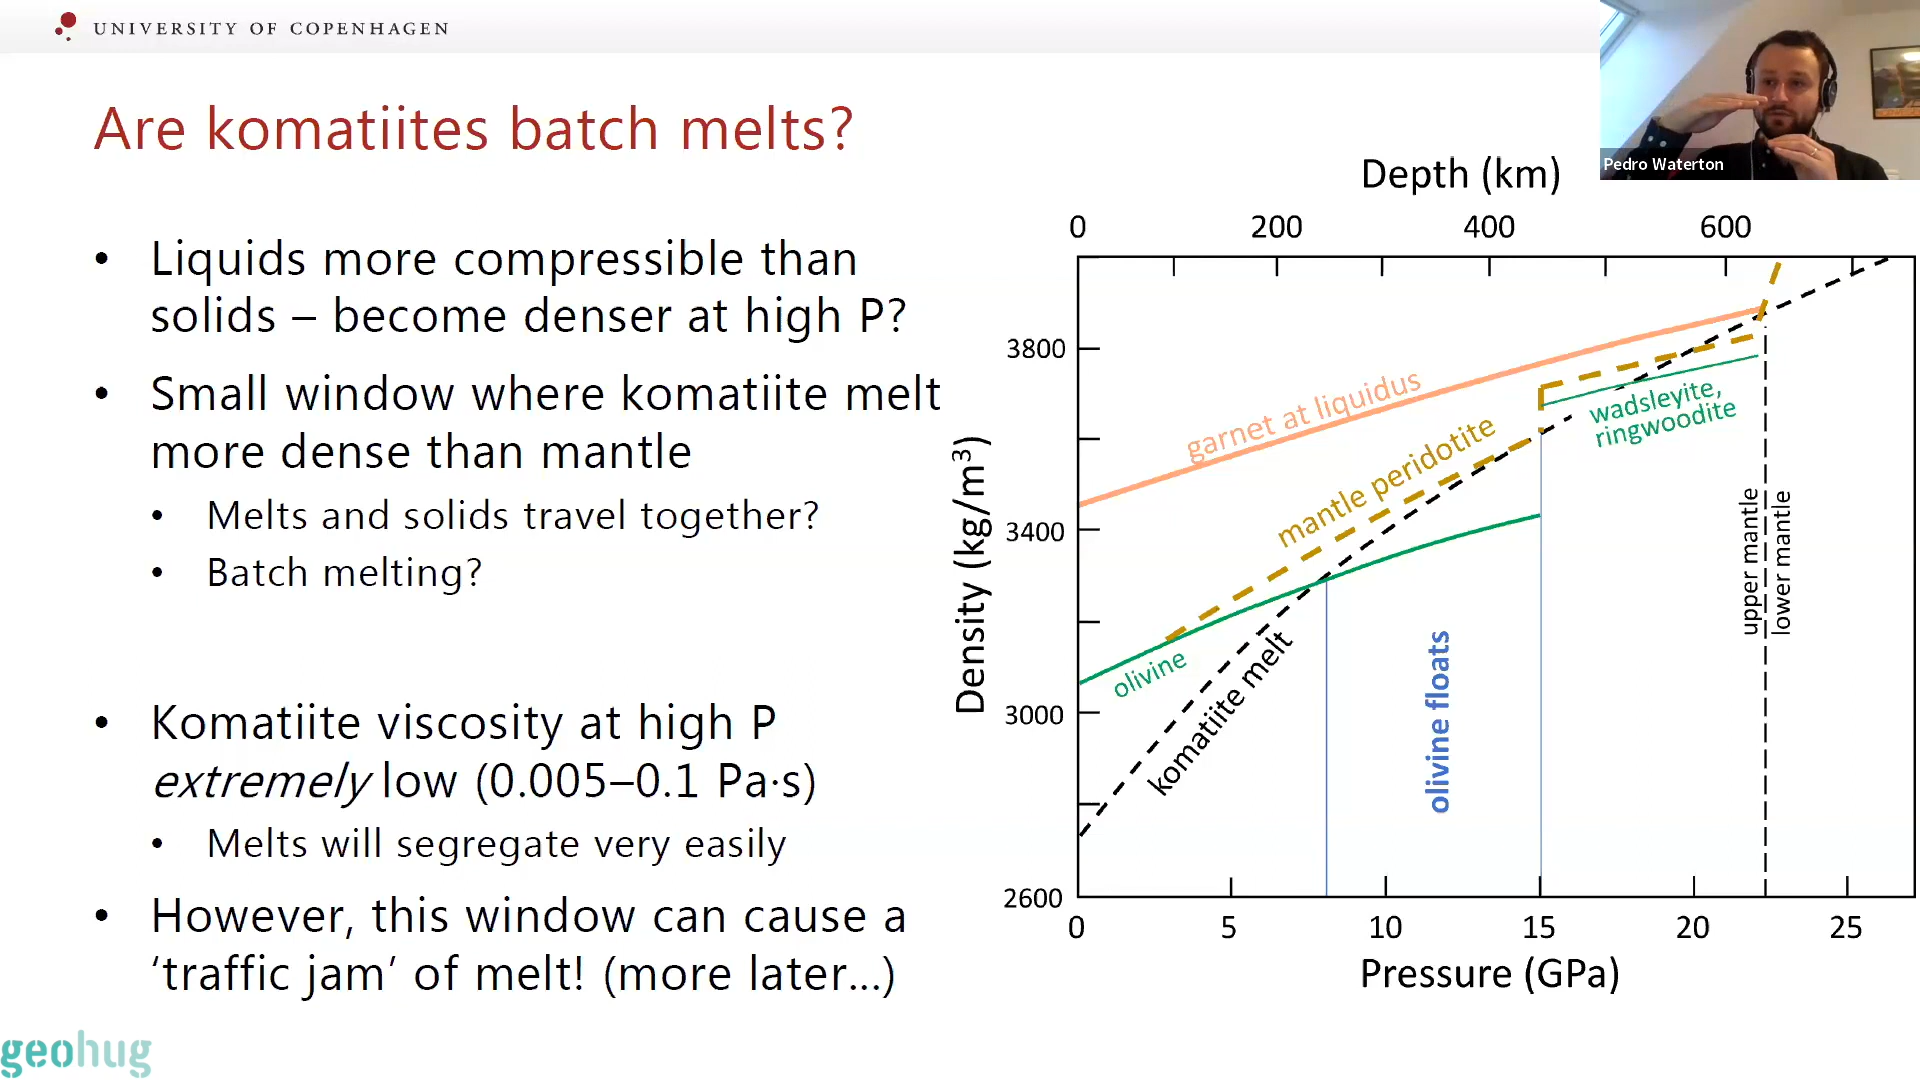 UNIVERSITY OF COPENHAGEN
Pedro Waterton
Are komatiites batch melts?
• Liquids more compressible than
solids – become denser at high P?
• Small window where komatiite melt
more dense than mantle
• Melts and solids travel together?
• Batch melting?
• Komatiite viscosity at high P
extremely low (0.005–0.1 Pa·s)
• Melts will segregate very easily
• However, this window can cause a
‘traffic jam’ of melt! (more later...)
geohug
Depth (km)
0 200 400 600
Density (kg/m³)
3800
3400
3000
2600
garnet at liquidus
mantle peridotite
wadsleyite,
ringwoodite
olivine
komatiite melt
olivine floats
upper mantle
lower mantle
0 5 10 15 20 25
Pressure (GPa)